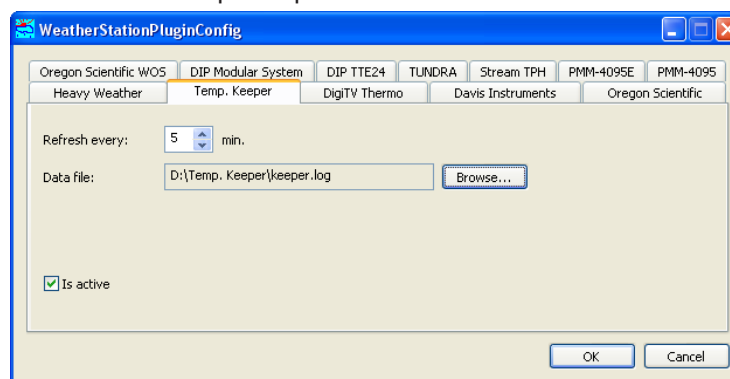 WeatherStationPluginConfig
Oregon Scientific WOS DIP Modular System DIP TTE24 TUNDRA Stream TPH PMM-4095E PMM-4095
Heavy Weather Temp. Keeper DigiTV Thermo Davis Instruments Oregon Scientific
Refresh every: 5 min.
Data file: D:\Temp. Keeper\keeper.log Browse...
Is active
OK Cancel